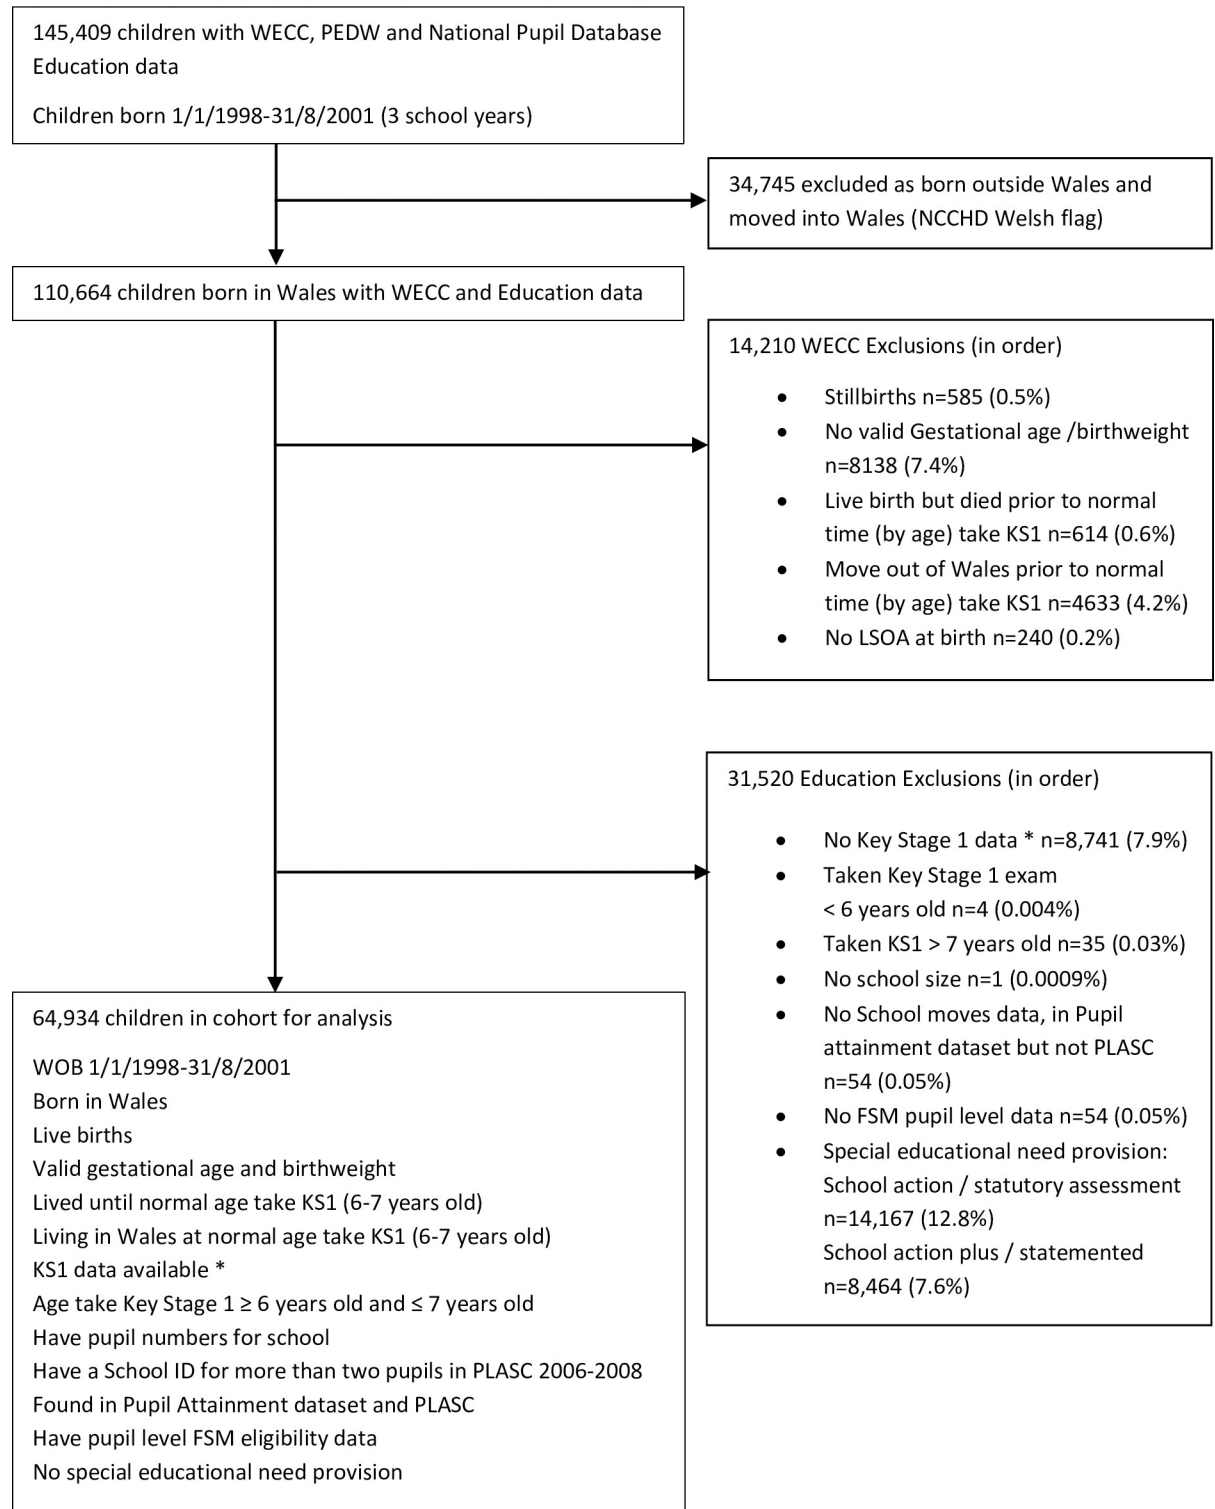 145,409 children with WECC, PEDW and National Pupil Database
Education data
Children born 1/1/1998-31/8/2001 (3 school years)
34,745 excluded as born outside Wales and
moved into Wales (NCCHD Welsh flag)
110,664 children born in Wales with WECC and Education data
14,210 WECC Exclusions (in order)
• Stillbirths n=585 (0.5%)
• No valid Gestational age /birthweight
n=8138 (7.4%)
• Live birth but died prior to normal
time (by age) take KS1 n=614 (0.6%)
• Move out of Wales prior to normal
time (by age) take KS1 n=4633 (4.2%)
• No LSOA at birth n=240 (0.2%)
31,520 Education Exclusions (in order)
• No Key Stage 1 data * n=8,741 (7.9%)
• Taken Key Stage 1 exam
< 6 years old n=4 (0.004%)
• Taken KS1 > 7 years old n=35 (0.03%)
• No school size n=1 (0.0009%)
• No School moves data, in Pupil
attainment dataset but not PLASC
n=54 (0.05%)
• No FSM pupil level data n=54 (0.05%)
• Special educational need provision:
School action / statutory assessment
n=14,167 (12.8%)
School action plus / statemented
n=8,464 (7.6%)
64,934 children in cohort for analysis
WOB 1/1/1998-31/8/2001
Born in Wales
Live births
Valid gestational age and birthweight
Lived until normal age take KS1 (6-7 years old)
Living in Wales at normal age take KS1 (6-7 years old)
KS1 data available *
Age take Key Stage 1 ≥ 6 years old and ≤ 7 years old
Have pupil numbers for school
Have a School ID for more than two pupils in PLASC 2006-2008
Found in Pupil Attainment dataset and PLASC
Have pupil level FSM eligibility data
No special educational need provision